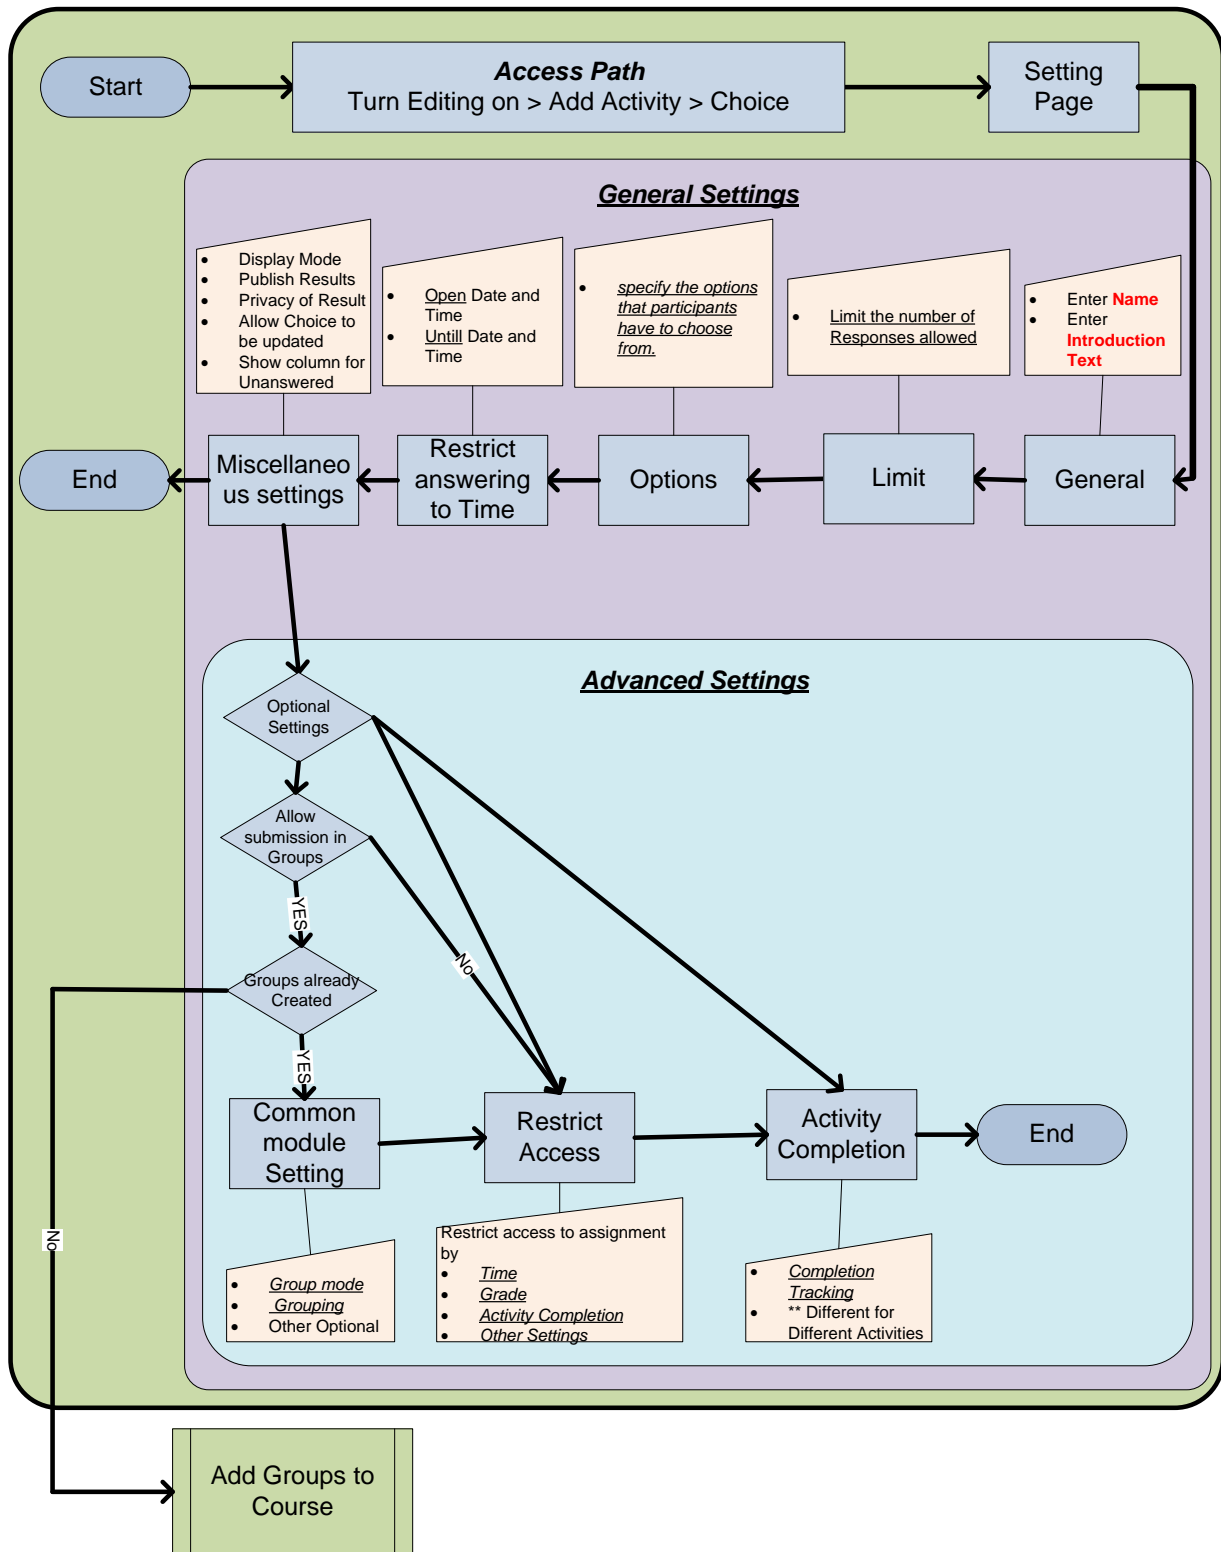 Start
Access Path
Turn Editing on > Add Activity > Choice
Setting
Page
General Settings
• Display Mode
• Publish Results
• Privacy of Result
• Allow Choice to
be updated
• Show column for
Unanswered
• Open Date and
Time
• Untill Date and
Time
• specify the options
that participants
have to choose
from.
• Limit the number of
Responses allowed
• Enter Name
• Enter
Introduction
Text
End
Miscellaneo
us settings
Restrict
answering
to Time
Options
Limit
General
Advanced Settings
Optional
Settings
Allow
submission in
Groups
YES
No
Groups already
Created
YES
No
Common
module
Setting
Restrict
Access
Activity
Completion
End
• Group mode
• Grouping
• Other Optional
Restrict access to assignment
by
• Time
• Grade
• Activity Completion
• Other Settings
• Completion
Tracking
• ** Different for
Different Activities
Add Groups to
Course